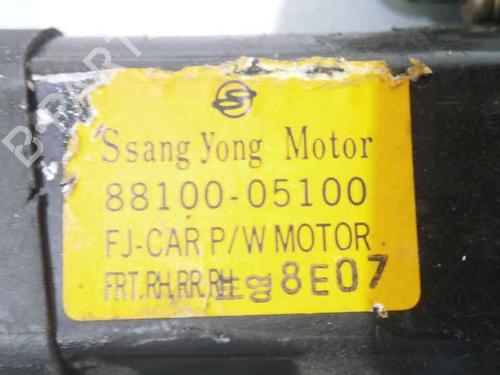 Ssang Yong Motor
88100-05100
FJ-CAR P/W MOTOR
FRT.RH, RR.RH
8E07